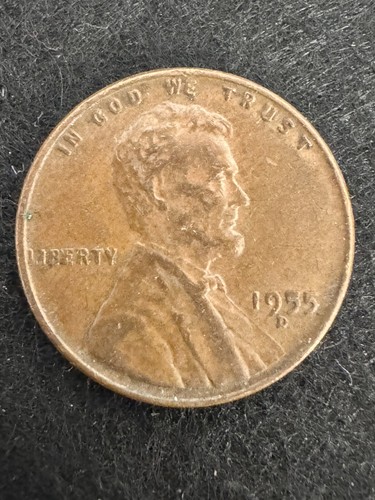 IN GOD WE TRUST
LIBERTY
1955
D